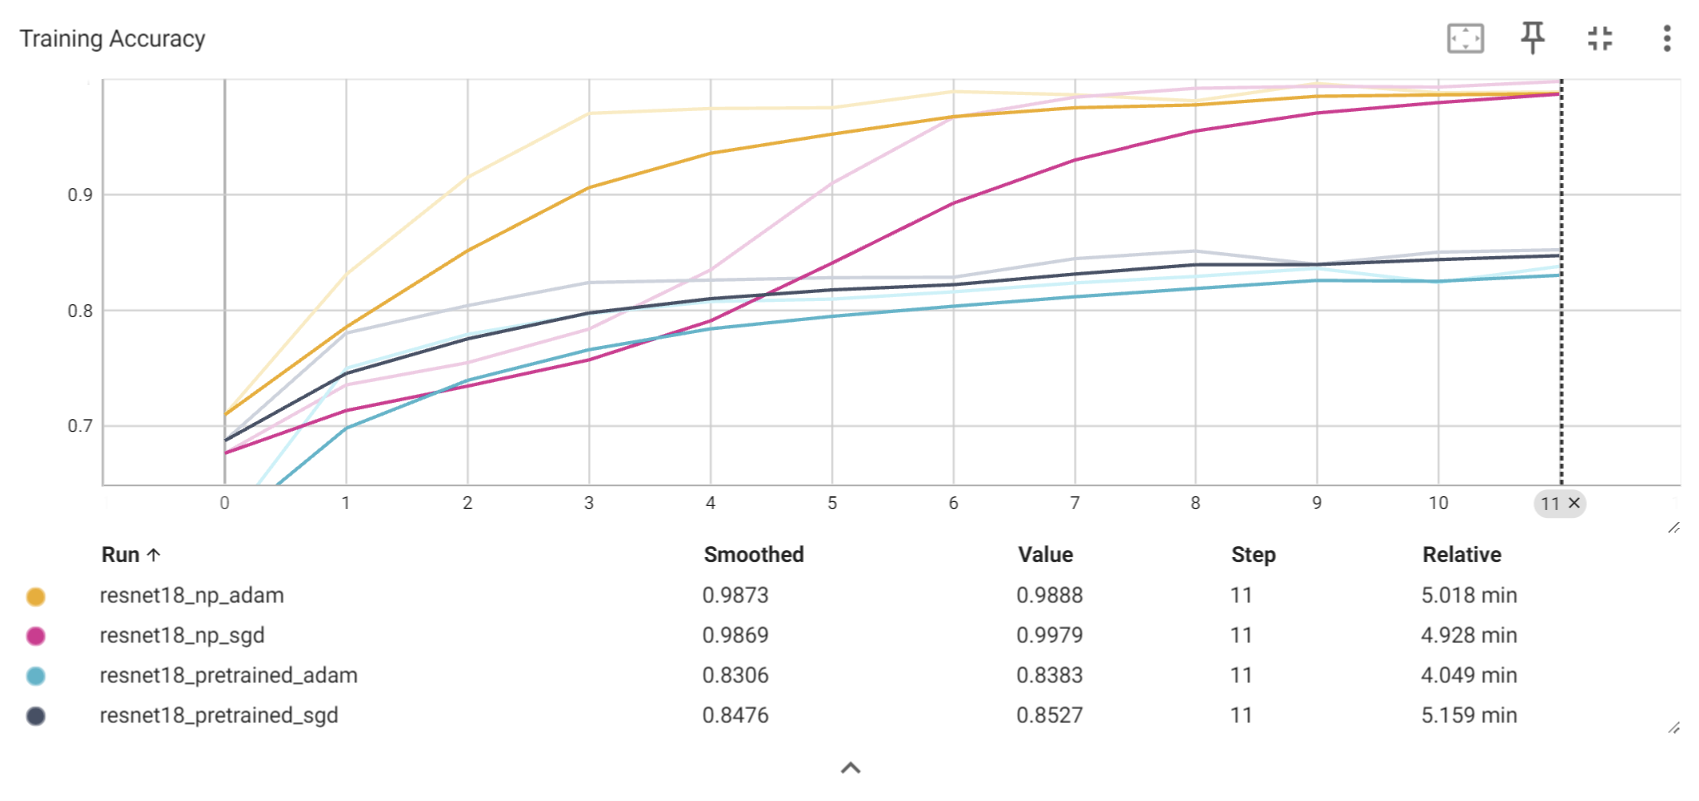 Training Accuracy
0.9
0.8
0.7
0 1 2 3 4 5 6 7 8 9 10 11 ×
Run ↑ Smoothed Value Step Relative
resnet18_np_adam 0.9873 0.9888 11 5.018 min
resnet18_np_sgd 0.9869 0.9979 11 4.928 min
resnet18_pretrained_adam 0.8306 0.8383 11 4.049 min
resnet18_pretrained_sgd 0.8476 0.8527 11 5.159 min